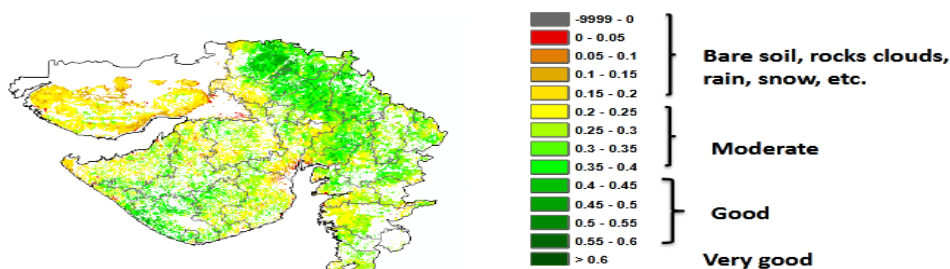 -9999 - 0
0 - 0.05
0.05 - 0.1
0.1 - 0.15
0.15 - 0.2
0.2 - 0.25
0.25 - 0.3
0.3 - 0.35
0.35 - 0.4
0.4 - 0.45
0.45 - 0.5
0.5 - 0.55
0.55 - 0.6
> 0.6
Bare soil, rocks clouds,
rain, snow, etc.
Moderate
Good
Very good